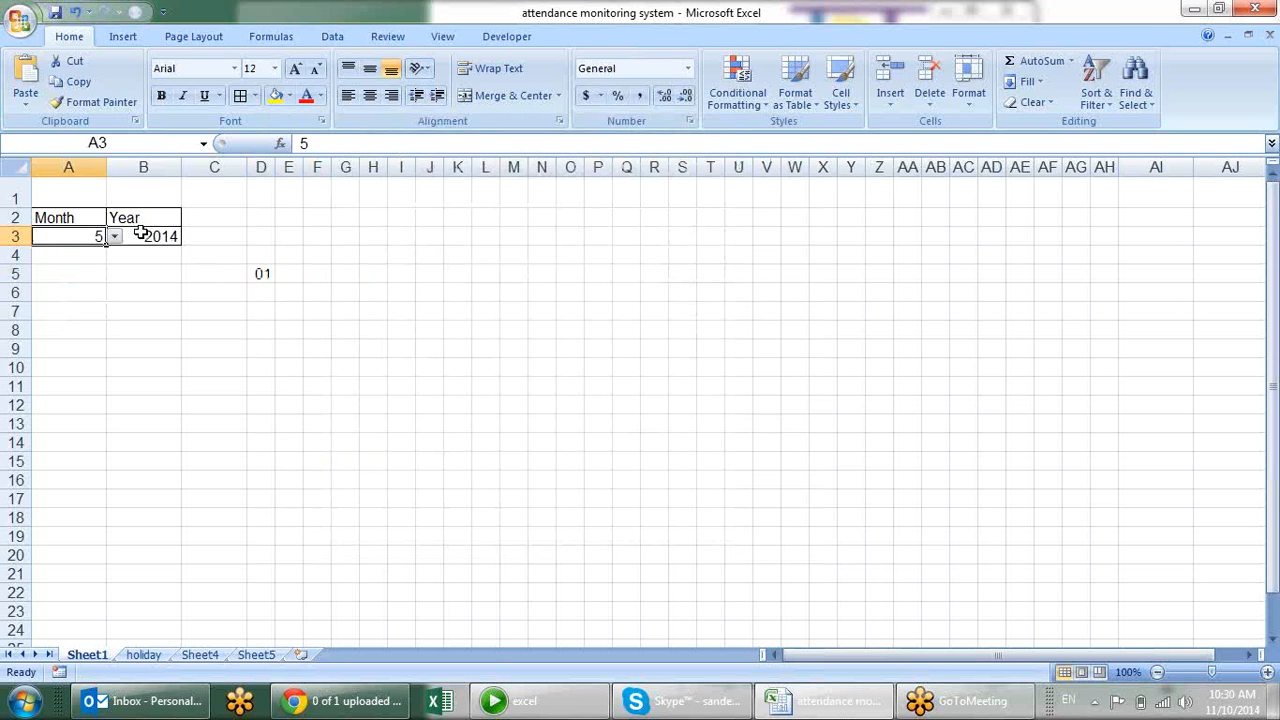 attendance monitoring system - Microsoft Excel
Home Insert Page Layout Formulas Data Review View Developer
Paste
Cut
Copy
Format Painter
Clipboard
Arial 12
B I U
Font
Wrap Text
Merge & Center
Alignment
General
$ % ,
Number
Conditional Formatting
Format as Table
Cell Styles
Styles
Insert Delete Format
Cells
AutoSum
Fill
Clear
Sort & Filter
Find & Select
Editing
A3 fx 5
A B C D E F G H I J K L M N O P Q R S T U V W X Y Z AA AB AC AD AE AF AG AH AI AJ
1
2 Month Year
3 5 2014
4
5 01
6
7
8
9
10
11
12
13
14
15
16
17
18
19
20
21
22
23
24
25
Sheet1 holiday Sheet4 Sheet5
Ready 100%
Inbox - Personal... 0 of 1 uploaded ... excel Skype™ - sande... attendance mo... GoToMeeting EN 10:30 AM
11/10/2014